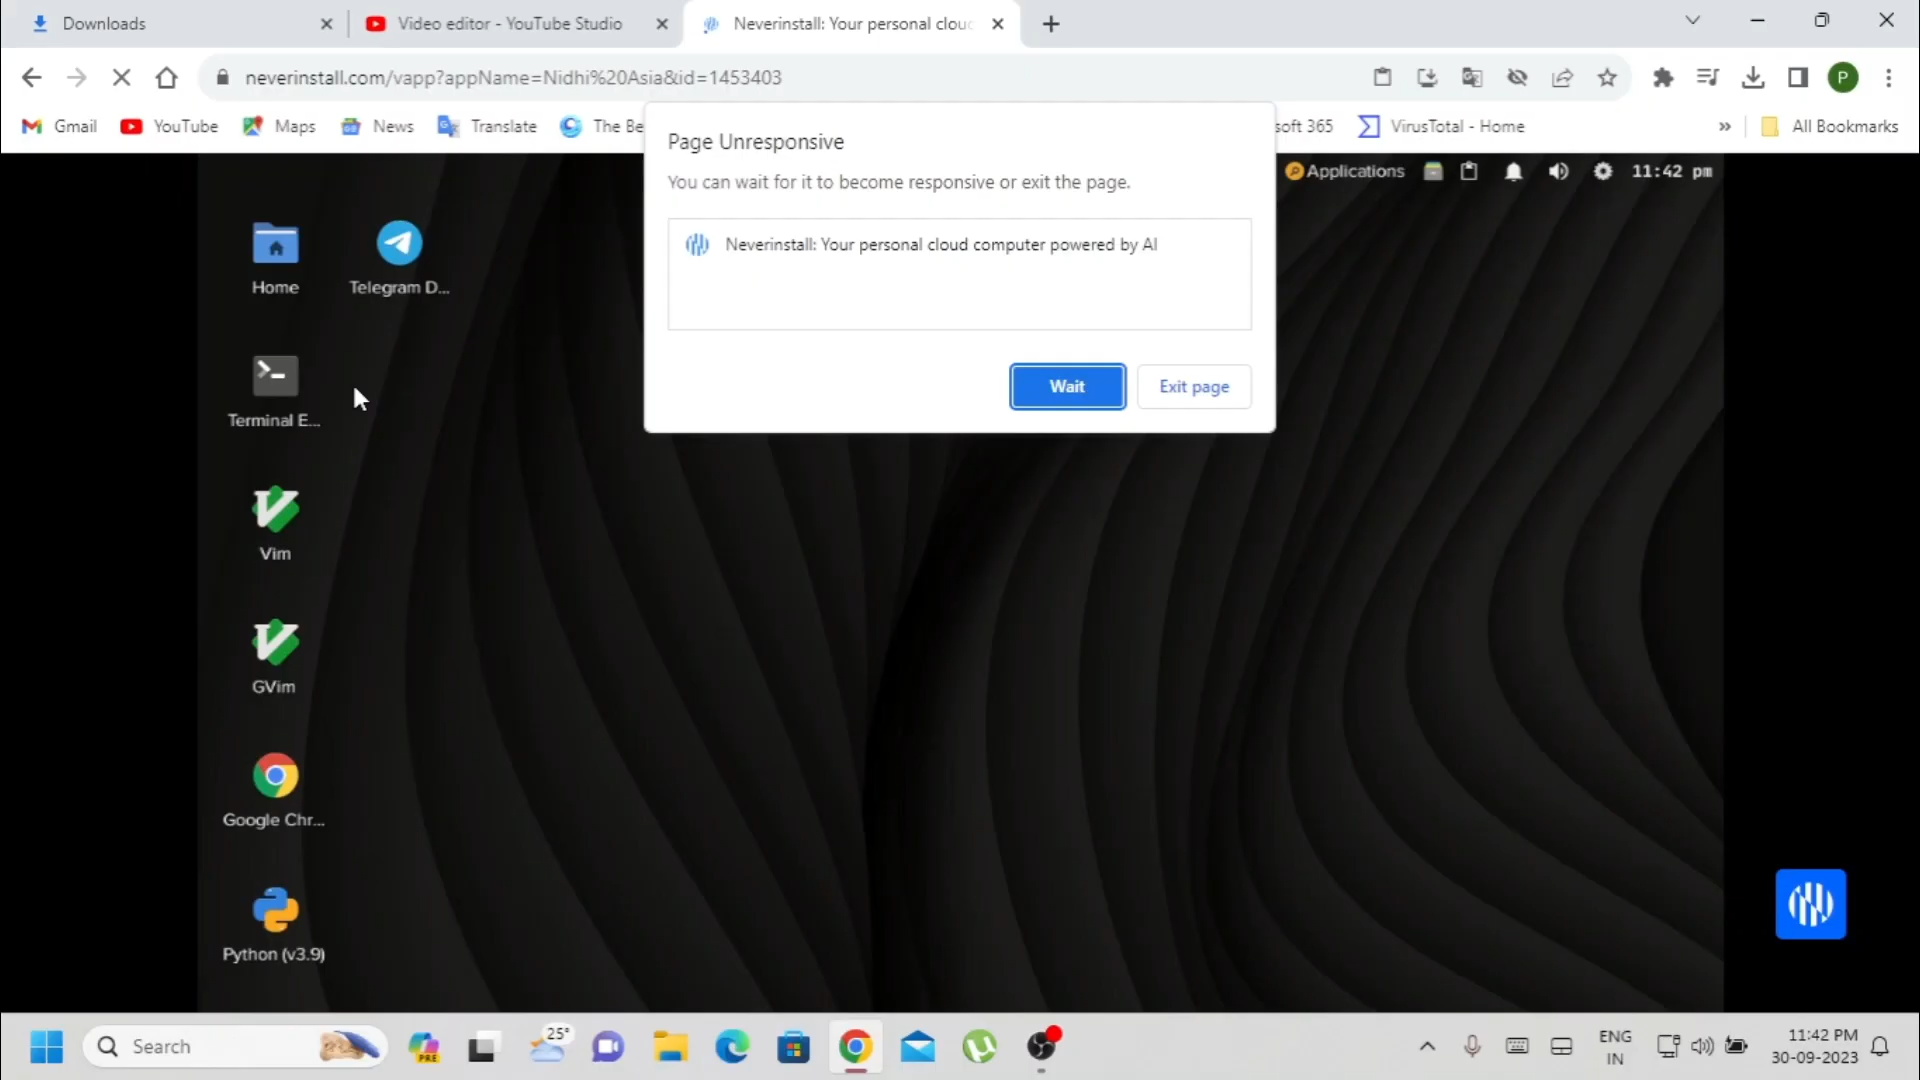 Downloads
Video editor - YouTube Studio
Neverinstall: Your personal clou
neverinstall.com/vapp?appName=Nidhi%20Asia&id=1453403
P
Gmail
YouTube
Maps
News
Translate
The Be
soft 365
VirusTotal - Home
»
All Bookmarks
Page Unresponsive
You can wait for it to become responsive or exit the page.
Neverinstall: Your personal cloud computer powered by AI
Wait
Exit page
Applications
11:42 pm
Home
Telegram D...
Terminal E...
Vim
GVim
Google Chr...
Python (v3.9)
Search
PRE
25°
ENG
IN
11:42 PM
30-09-2023